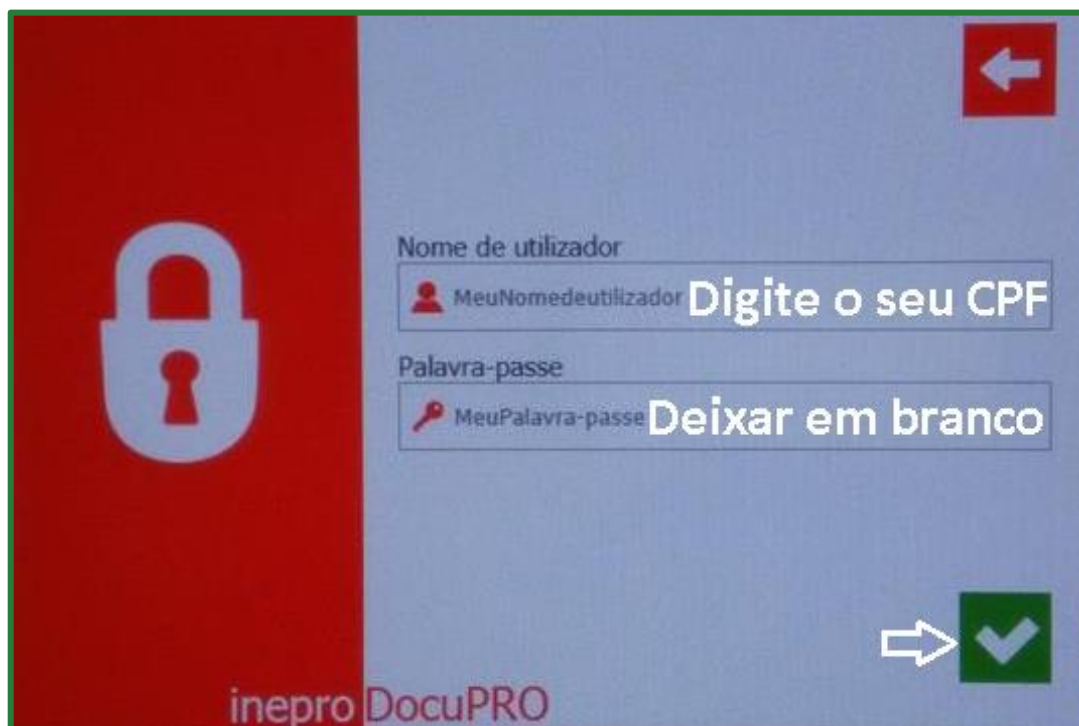 Nome de utilizador
MeuNomedeutilizador Digite o seu CPF
Palavra-passe
MeuPalavra-passe Deixar em branco
inepro DocuPRO